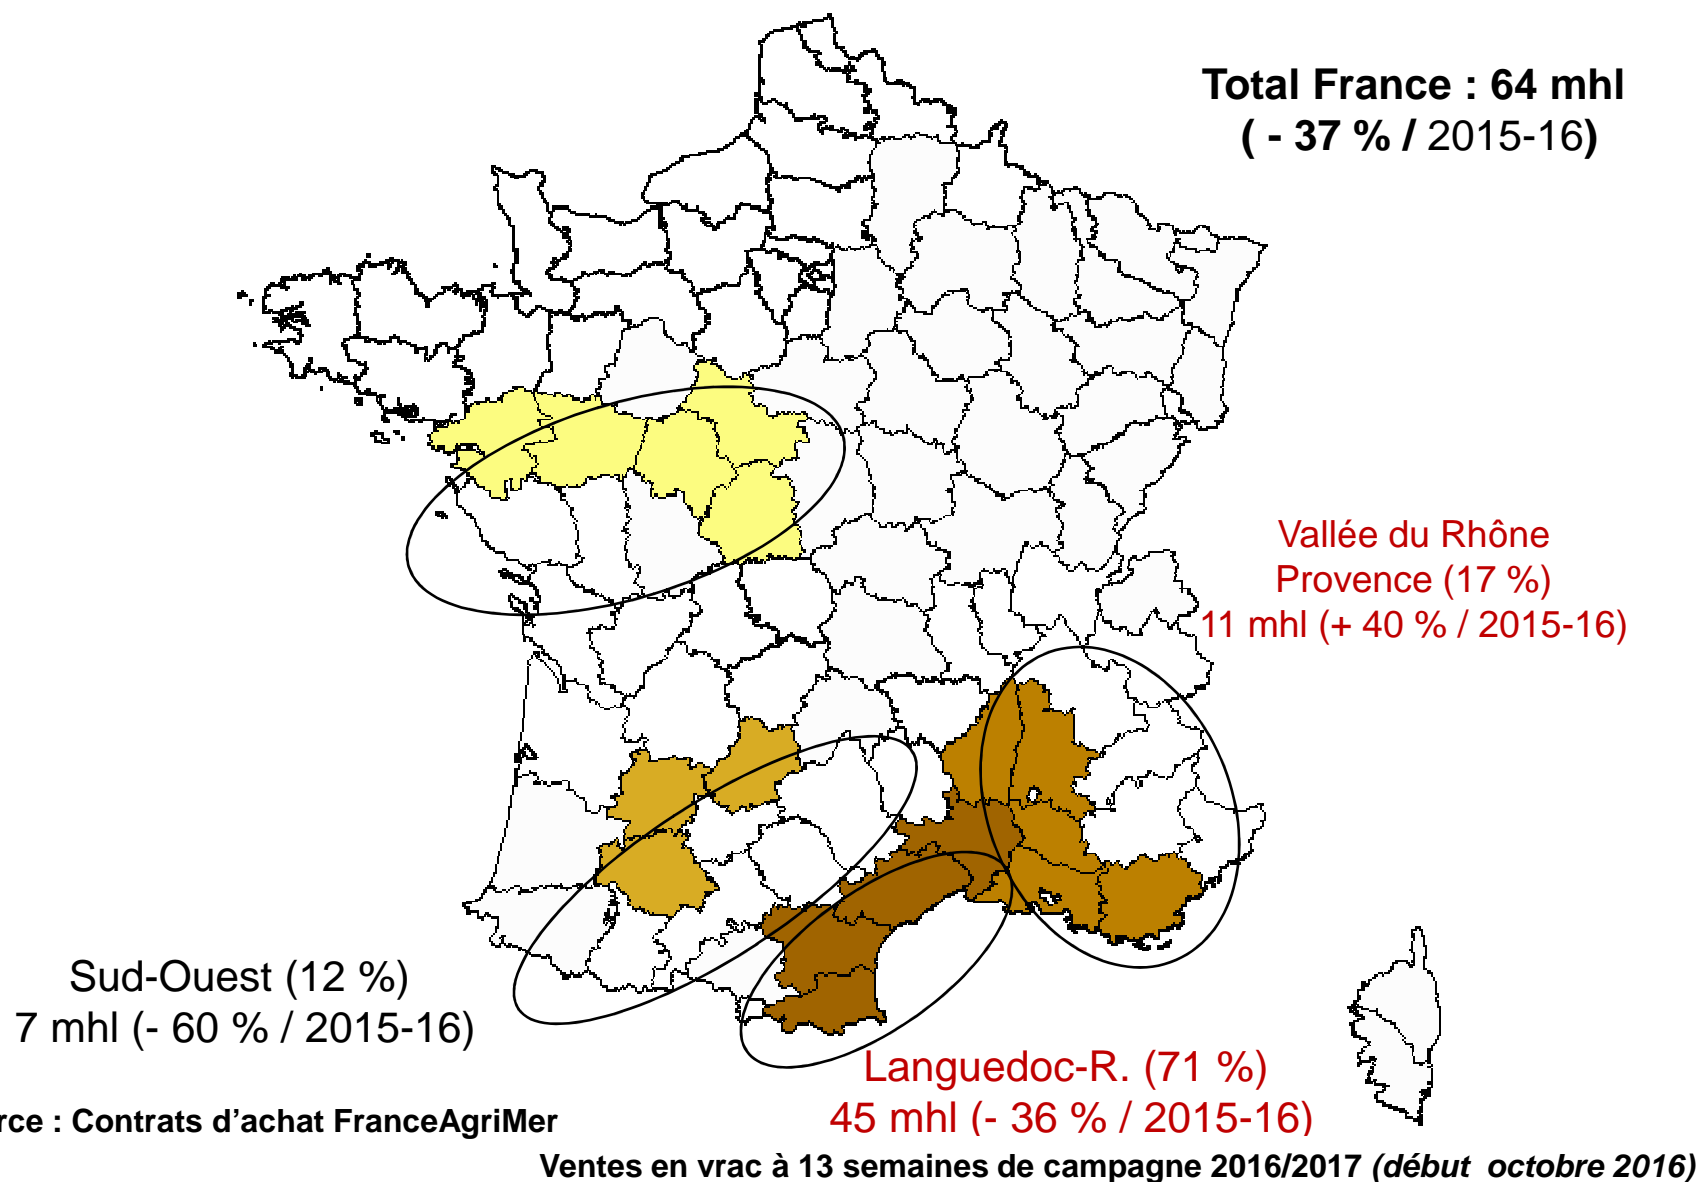 Total France : 64 mhl
( - 37 % / 2015-16)
Vallée du Rhône
Provence (17 %)
11 mhl (+ 40 % / 2015-16)
Sud-Ouest (12 %)
7 mhl (- 60 % / 2015-16)
Languedoc-R. (71 %)
45 mhl (- 36 % / 2015-16)
rce : Contrats d’achat FranceAgriMer
Ventes en vrac à 13 semaines de campagne 2016/2017 (début octobre 2016)